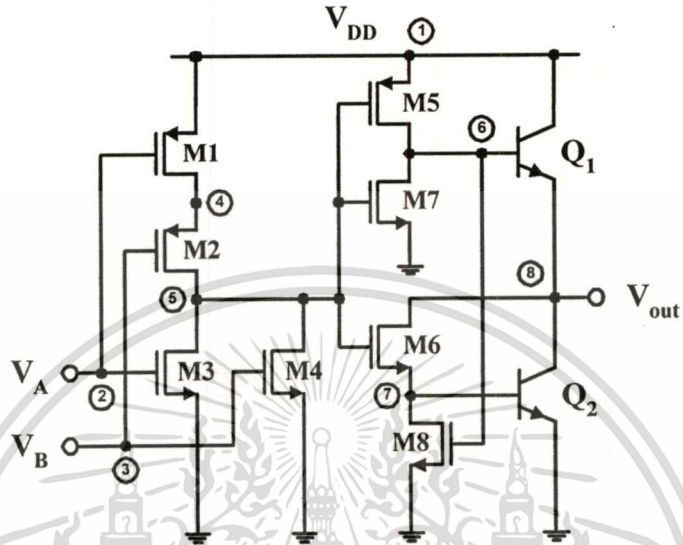 V_DD ①
M5
⑥
M1
Q_1
④
M7
M2
⑧
⑤
V_out
M6
V_A
②
M3
M4
⑦
Q_2
V_B
③
M8